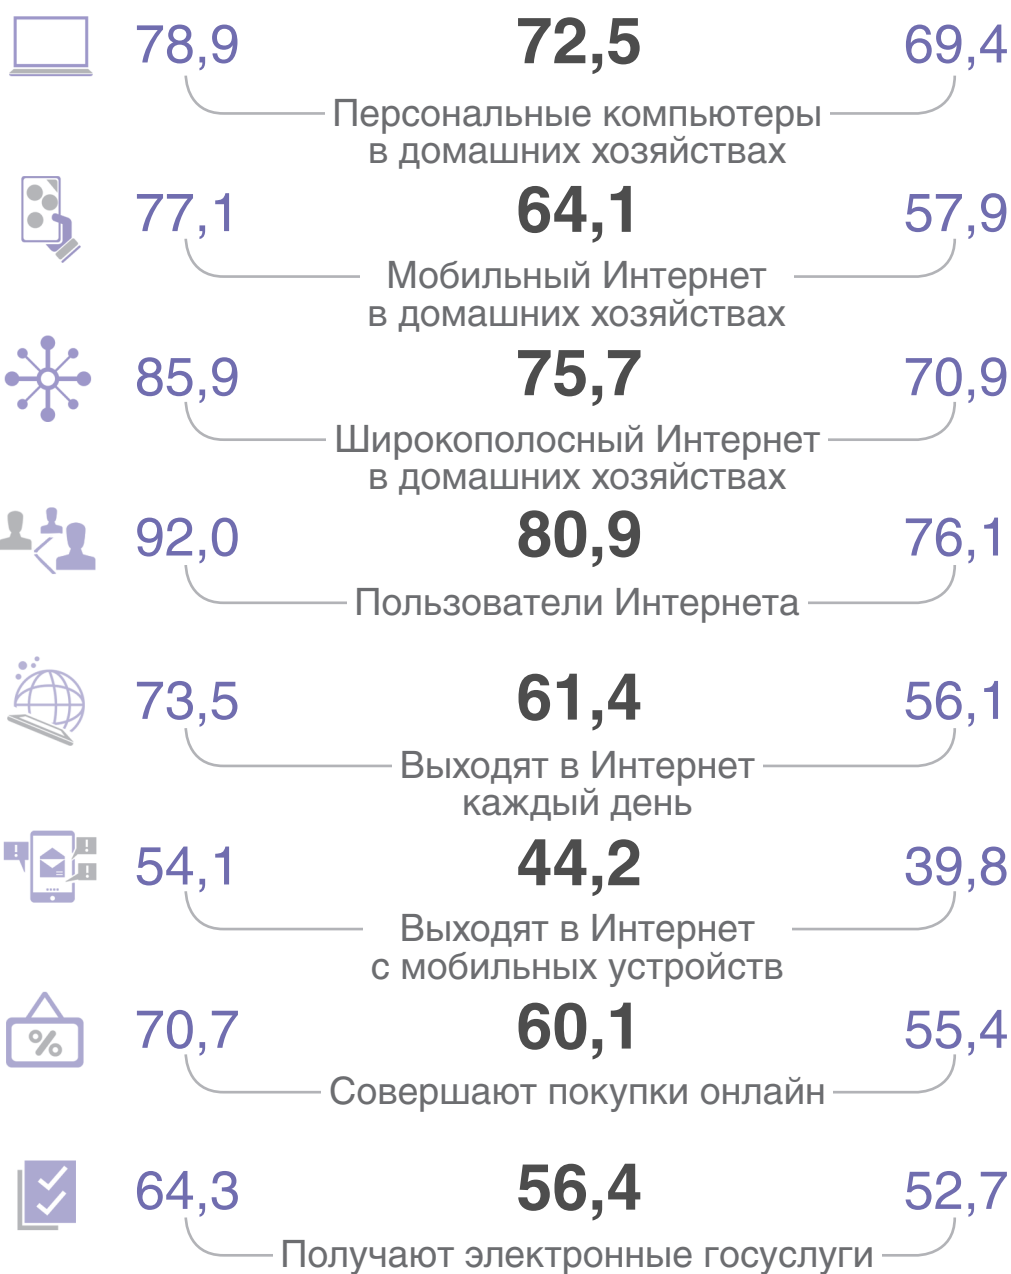 78,9 72,5 69,4
Персональные компьютеры
в домашних хозяйствах
77,1 64,1 57,9
Мобильный Интернет
в домашних хозяйствах
85,9 75,7 70,9
Широкополосный Интернет
в домашних хозяйствах
92,0 80,9 76,1
Пользователи Интернета
73,5 61,4 56,1
Выходят в Интернет
каждый день
54,1 44,2 39,8
Выходят в Интернет
с мобильных устройств
%
70,7 60,1 55,4
Совершают покупки онлайн
64,3 56,4 52,7
Получают электронные госуслуги